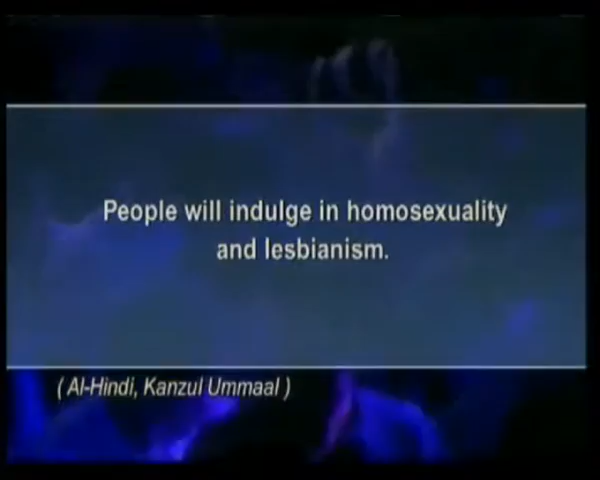 People will indulge in homosexuality
and lesbianism.
( Al-Hindi, Kanzul Ummaal )